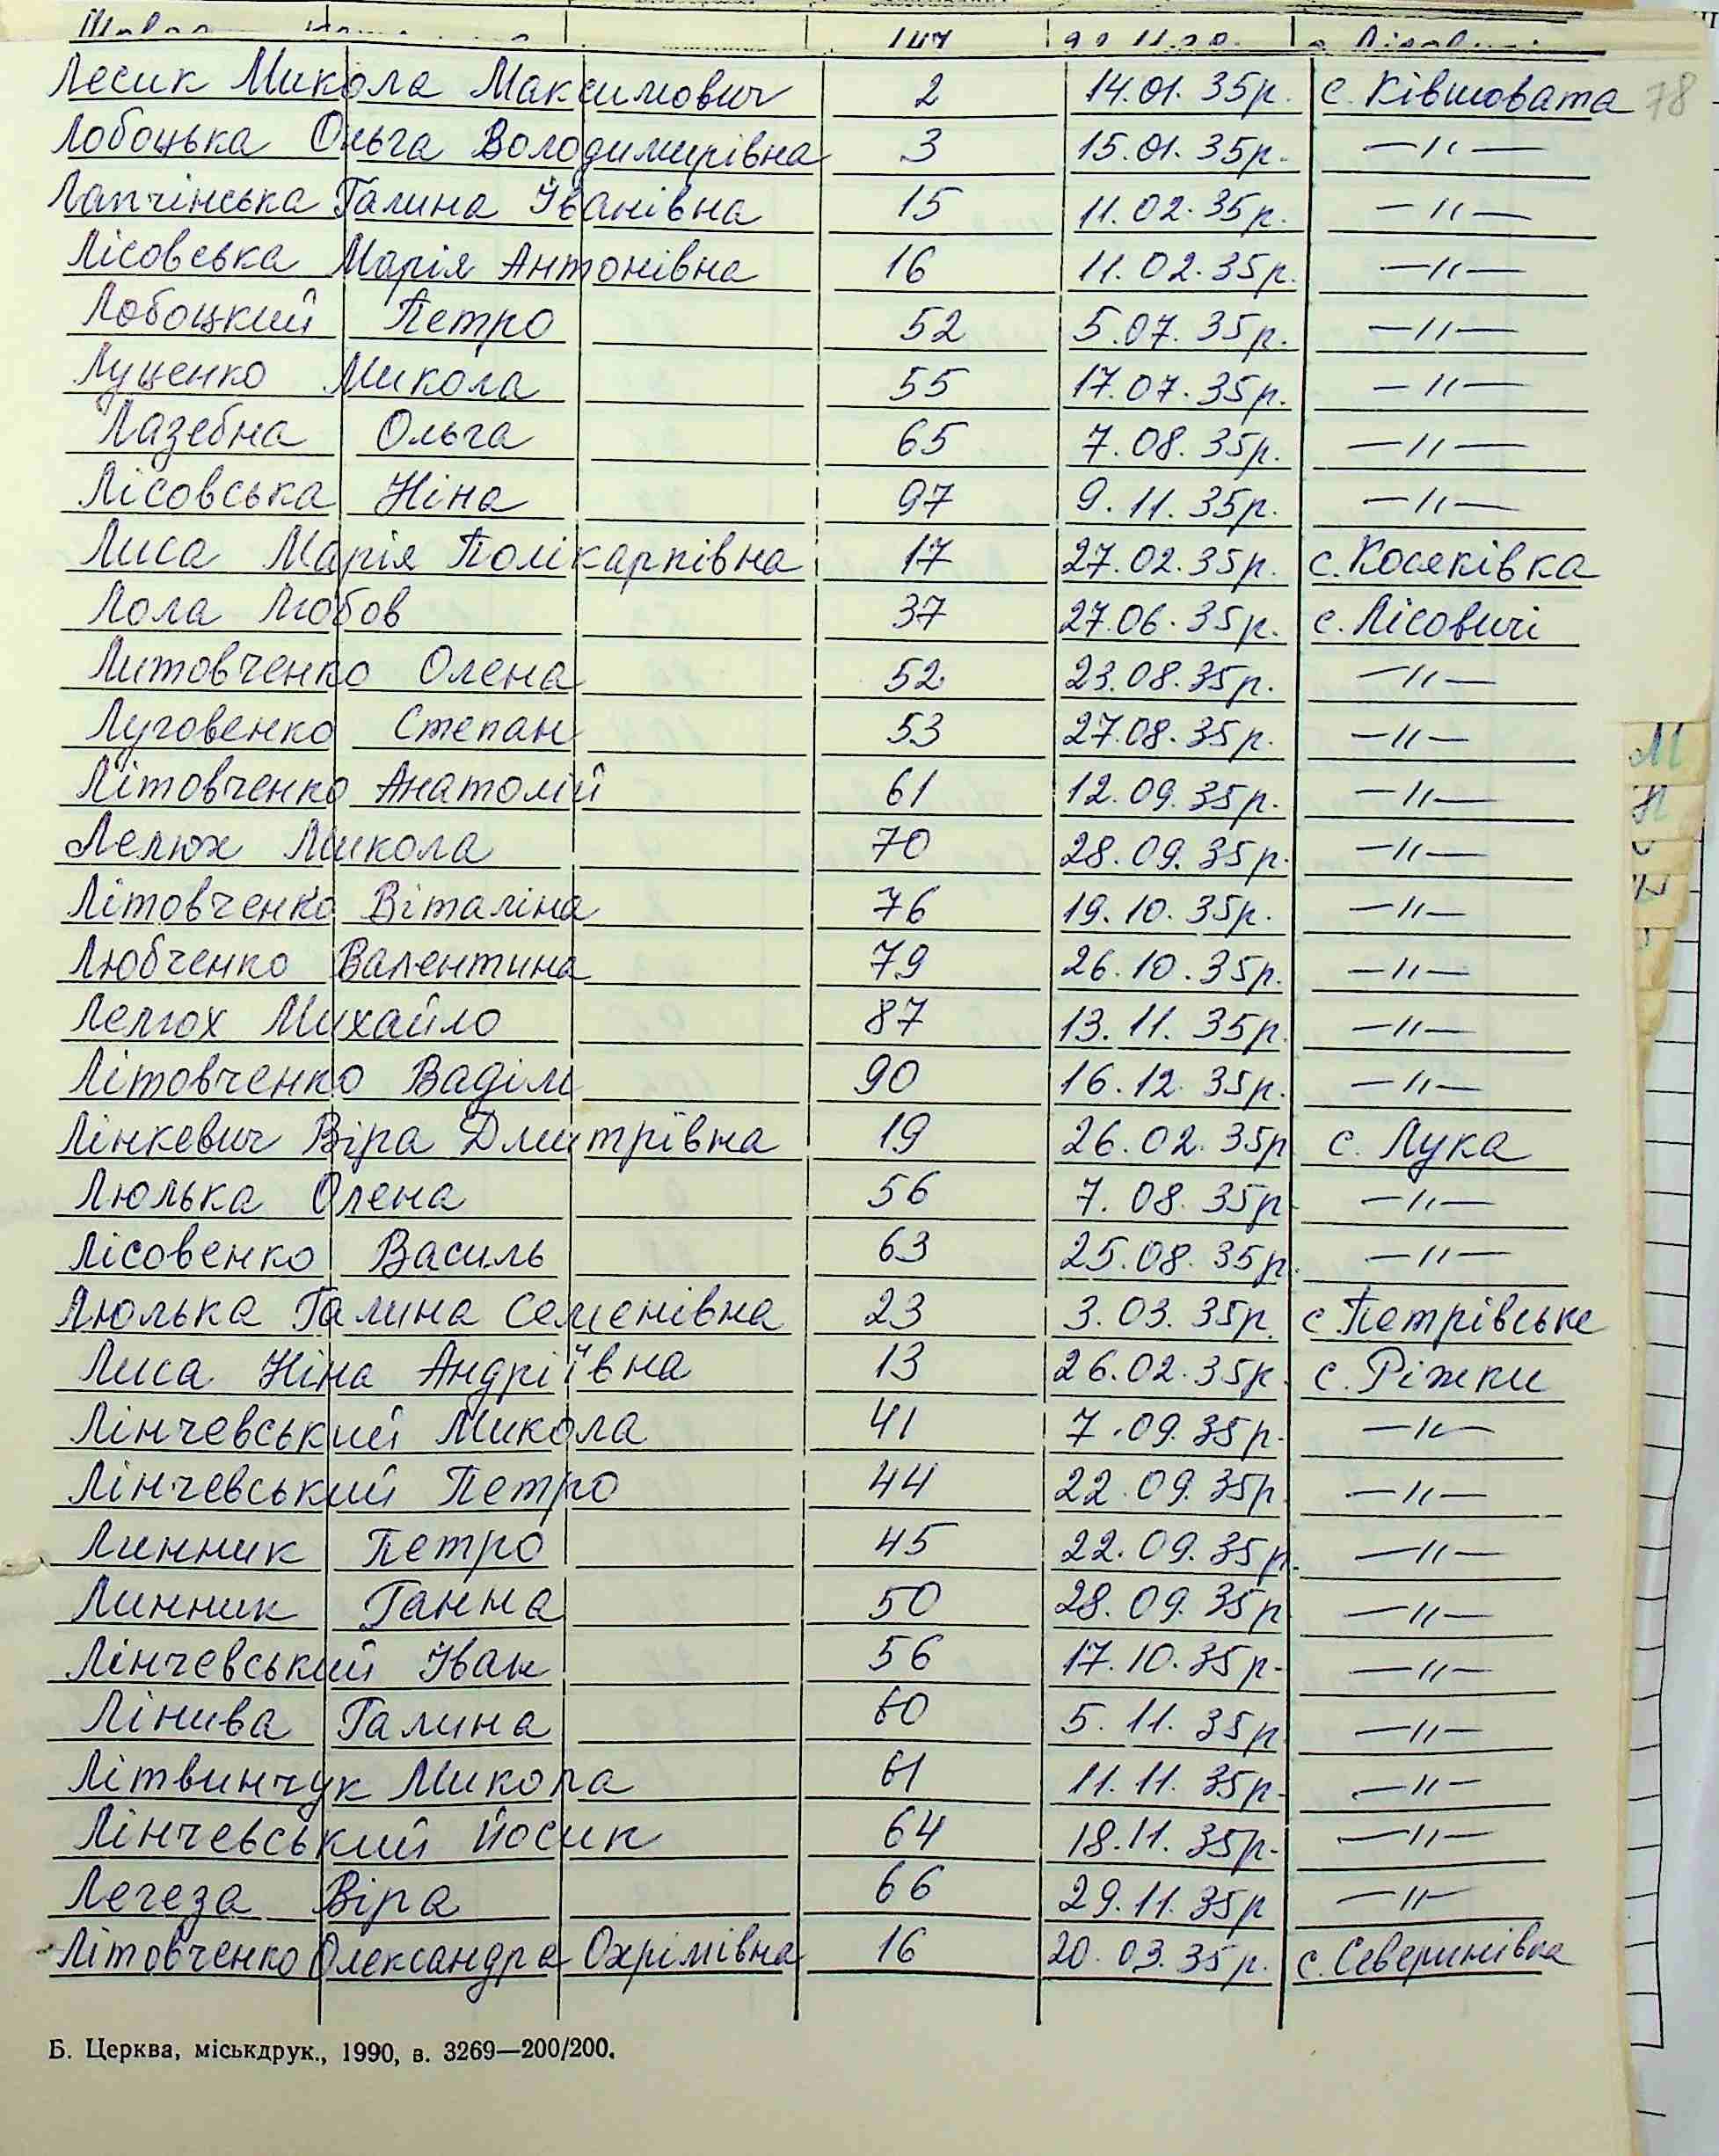 Лесик Микола Максимович 2 14.01.35р. с. Ківшовата 78
Лобоцька Ольга Володимирівна 3 15.01.35р. —〃—
Лапчінська Галина Іванівна 15 11.02.35р. —〃—
Лісовська Марія Антонівна 16 11.02.35р. —〃—
Лобоцкий Петро 52 5.07.35р. —〃—
Луценко Микола 55 17.07.35р. —〃—
Лазебна Ольга 65 7.08.35р. —〃—
Лісовська Ніна 97 9.11.35р. —〃—
Лиса Марія Полікарпівна 17 27.02.35р. с. Косяківка
Лола Любов 37 27.06.35р. с. Лісовичі
Литовченко Олена 52 23.08.35р. —〃—
Луговенко Степан 53 27.08.35р. —〃—
Літовченко Анатолій 61 12.09.35р. —〃—
Лелюх Микола 70 28.09.35р. —〃—
Літовченко Віталіна 76 19.10.35р. —〃—
Любченко Валентина 79 26.10.35р. —〃—
Лелюх Михайло 87 13.11.35р. —〃—
Літовченко Вадім 90 16.12.35р. —〃—
Лінкевич Віра Дмитрівна 19 26.02.35р с. Лука
Люлька Олена 56 7.08.35р. —〃—
Лісовенко Василь 63 25.08.35р. —〃—
Люлька Галина Семенівна 23 3.03.35р. с Петрівське
Лиса Ніна Андріївна 13 26.02.35р. с. Ріжки
Лінчевський Микола 41 7.09.35р. —〃—
Лінчевський Петро 44 22.09.35р. —〃—
Линник Петро 45 22.09.35р. —〃—
Линник Ганна 50 28.09.35р —〃—
Лінчевський Іван 56 17.10.35р. —〃—
Лінива Галина 60 5.11.35р. —〃—
Літвинчук Микола 61 11.11.35р. —〃—
Лінчевський Йосип 64 18.11.35р. —〃—
Легеза Віра 66 29.11.35р —〃—
Літовченко Олександра Охрімівна 16 20.03.35р. с. Северинівка
М
Н
Б. Церква, міськдрук., 1990, в. 3269—200/200.